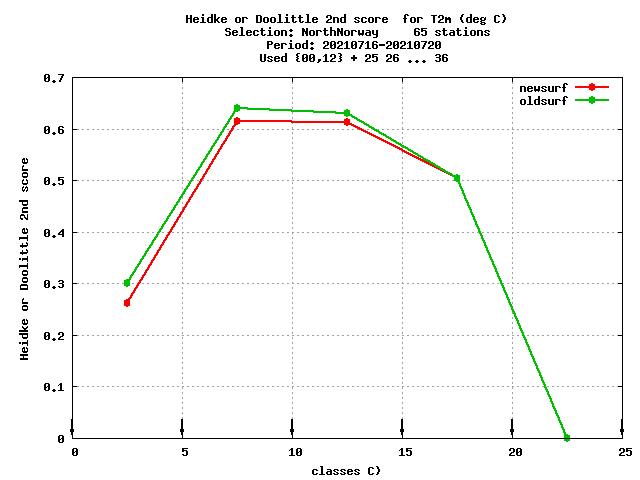 Heidke or Doolittle 2nd score  for T2m (deg C)
Selection: NorthNorway     65 stations
Period: 20210716-20210720
Used {00,12} + 25 26 ... 36
newsurf
oldsurf
Heidke or Doolittle 2nd score
0.7
0.6
0.5
0.4
0.3
0.2
0.1
0
0 5 10 15 20 25
classes C)